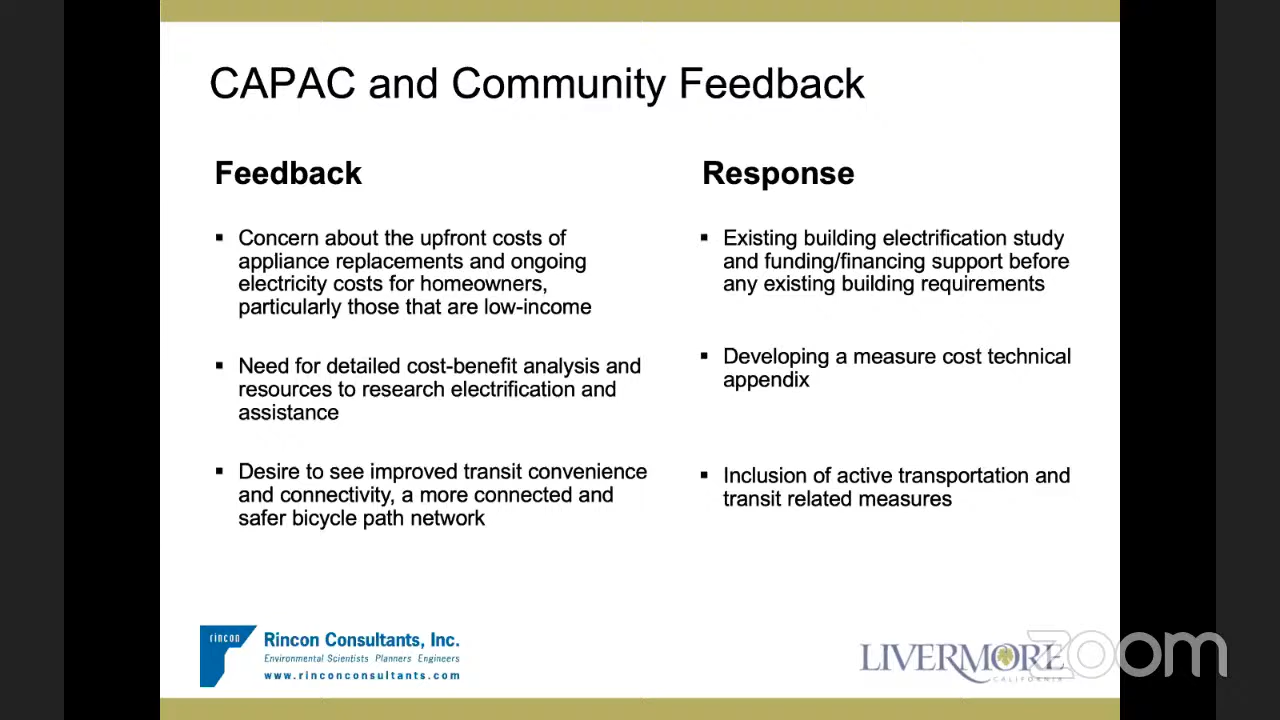 CAPAC and Community Feedback
Feedback
▪ Concern about the upfront costs of
appliance replacements and ongoing
electricity costs for homeowners,
particularly those that are low-income
▪ Need for detailed cost-benefit analysis and
resources to research electrification and
assistance
▪ Desire to see improved transit convenience
and connectivity, a more connected and
safer bicycle path network
Response
▪ Existing building electrification study
and funding/financing support before
any existing building requirements
▪ Developing a measure cost technical
appendix
▪ Inclusion of active transportation and
transit related measures
rincon
Rincon Consultants, Inc.
Environmental Scientists Planners Engineers
www.rinconconsultants.com
LIVERMORE
CALIFORNIA
zoom